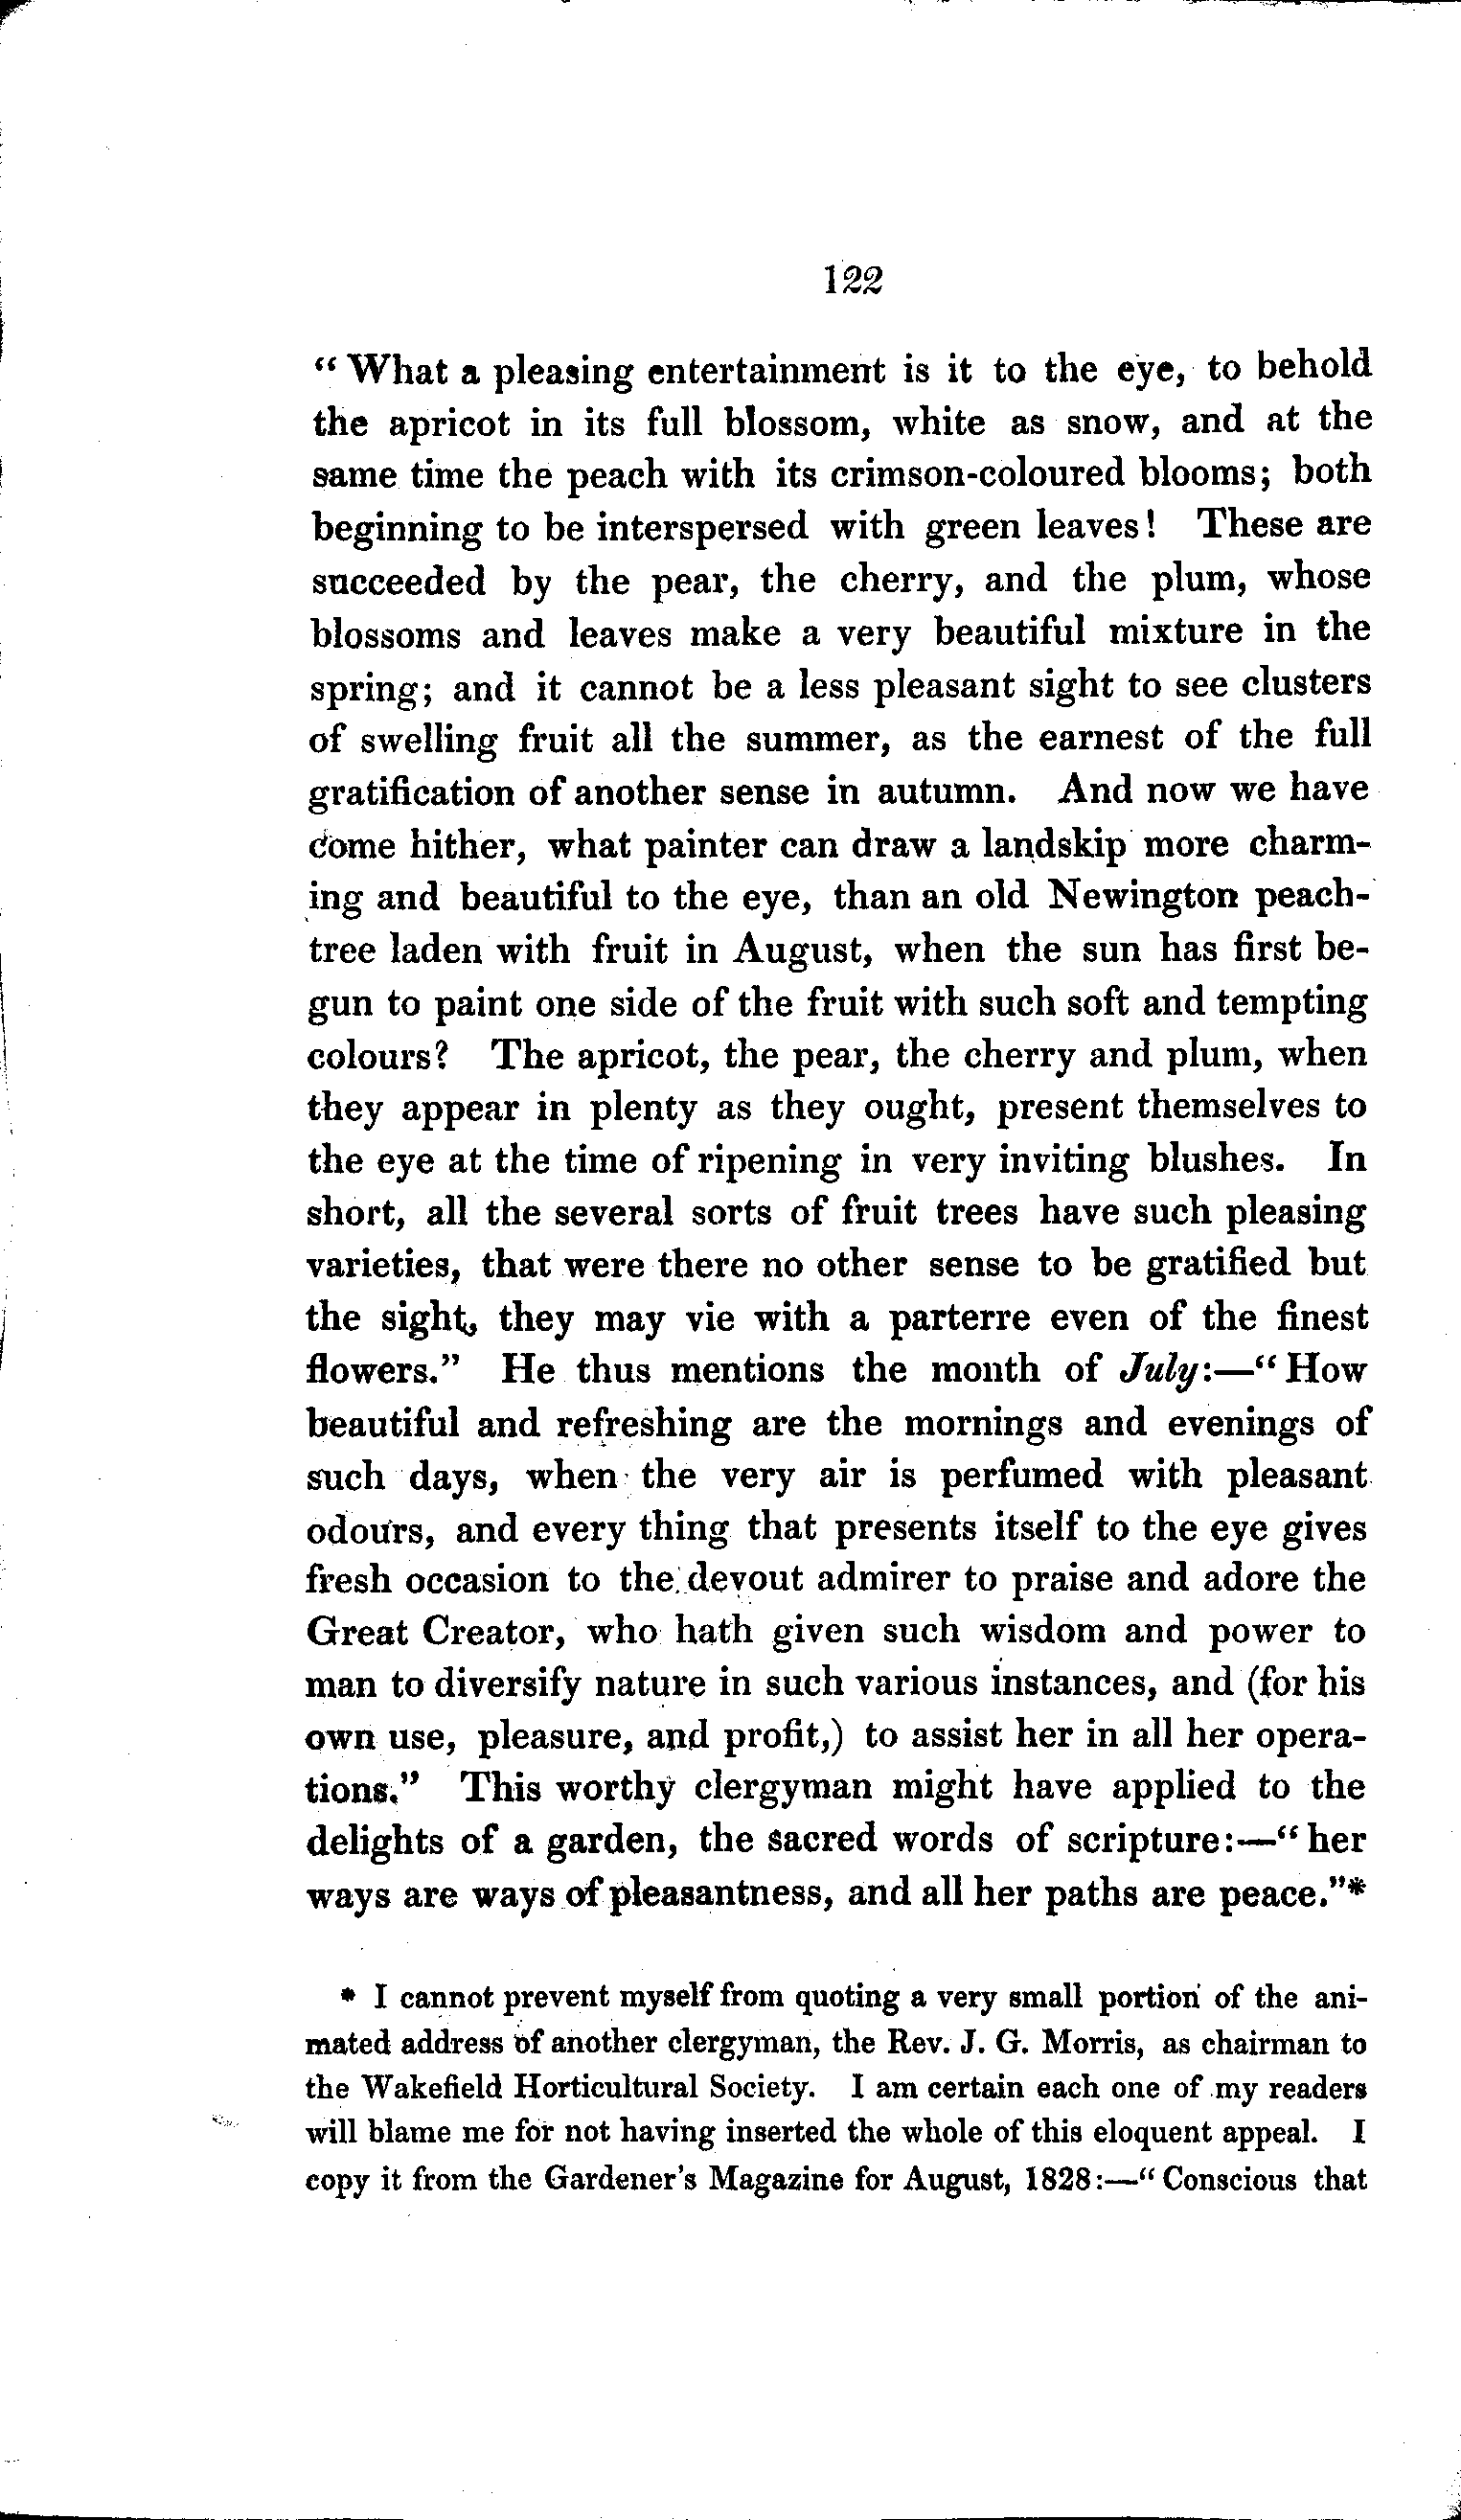 122
“ What a pleasing entertainment is it to the eye, to behold
the apricot in its full blossom, white as snow, and at the
same time the peach with its crimson-coloured blooms; both
beginning to be interspersed with green leaves! These are
succeeded by the pear, the cherry, and the plum, whose
blossoms and leaves make a very beautiful mixture in the
spring; and it cannot be a less pleasant sight to see clusters
of swelling fruit all the summer, as the earnest of the full
gratification of another sense in autumn. And now we have
come hither, what painter can draw a landskip more charm-
ing and beautiful to the eye, than an old Newington peach-
tree laden with fruit in August, when the sun has first be-
gun to paint one side of the fruit with such soft and tempting
colours? The apricot, the pear, the cherry and plum, when
they appear in plenty as they ought, present themselves to
the eye at the time of ripening in very inviting blushes. In
short, all the several sorts of fruit trees have such pleasing
varieties, that were there no other sense to be gratified but
the sight, they may vie with a parterre even of the finest
flowers.” He thus mentions the month of July:—“ How
beautiful and refreshing are the mornings and evenings of
such days, when the very air is perfumed with pleasant
odours, and every thing that presents itself to the eye gives
fresh occasion to the devout admirer to praise and adore the
Great Creator, who hath given such wisdom and power to
man to diversify nature in such various instances, and (for his
own use, pleasure, and profit,) to assist her in all her opera-
tions.” This worthy clergyman might have applied to the
delights of a garden, the sacred words of scripture:—“ her
ways are ways of pleasantness, and all her paths are peace.”*
* I cannot prevent myself from quoting a very small portion of the ani-
mated address of another clergyman, the Rev. J. G. Morris, as chairman to
the Wakefield Horticultural Society. I am certain each one of my readers
will blame me for not having inserted the whole of this eloquent appeal. I
copy it from the Gardener's Magazine for August, 1828:—“ Conscious that